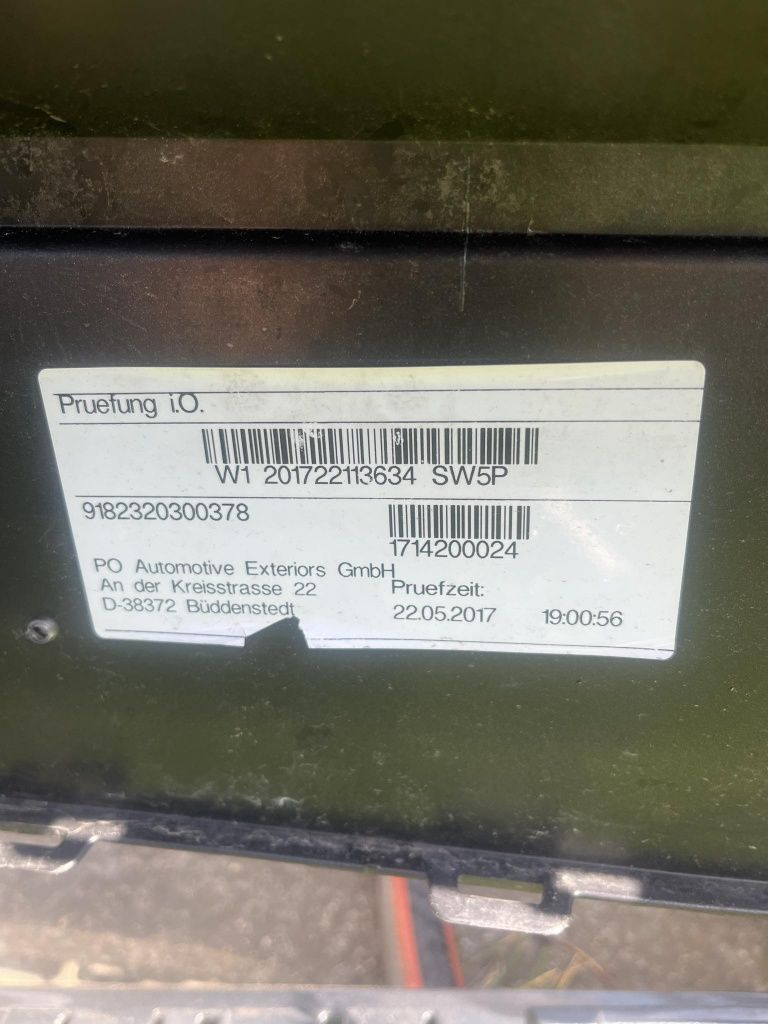 Pruefung i.O.
W1 201722113634 SW5P
9182320300378
1714200024
PO Automotive Exteriors GmbH
An der Kreisstrasse 22
D-38372 Büddenstedt
Pruefzeit:
22.05.2017 19:00:56